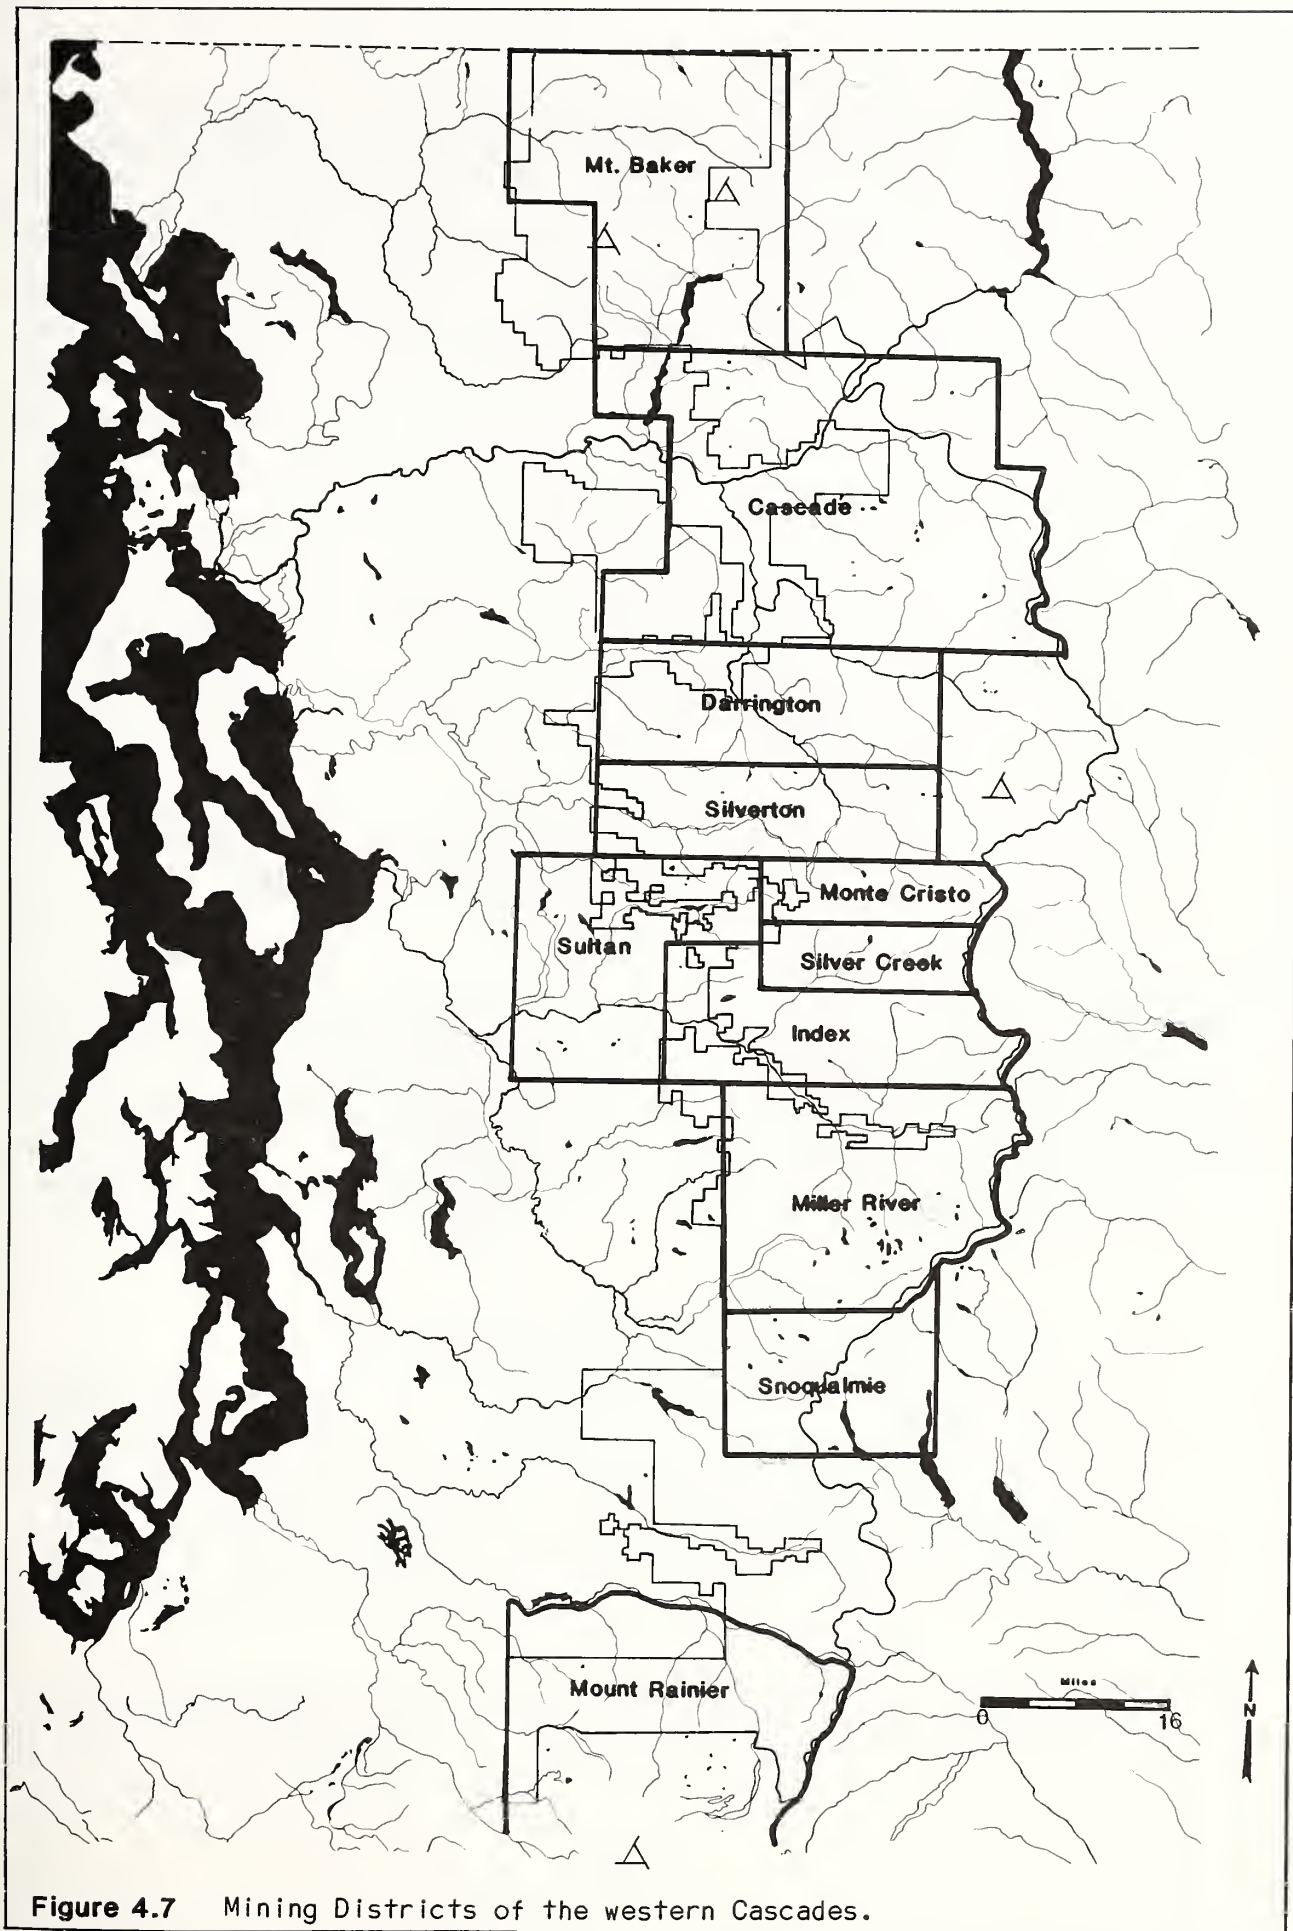 Mt. Baker
Cascade
Darrington
Silverton
Monte Cristo
Sultan
Silver Creek
Index
Miller River
Snoqualmie
Mount Rainier
Miles
0 16
N
Figure 4.7 Mining Districts of the western Cascades.